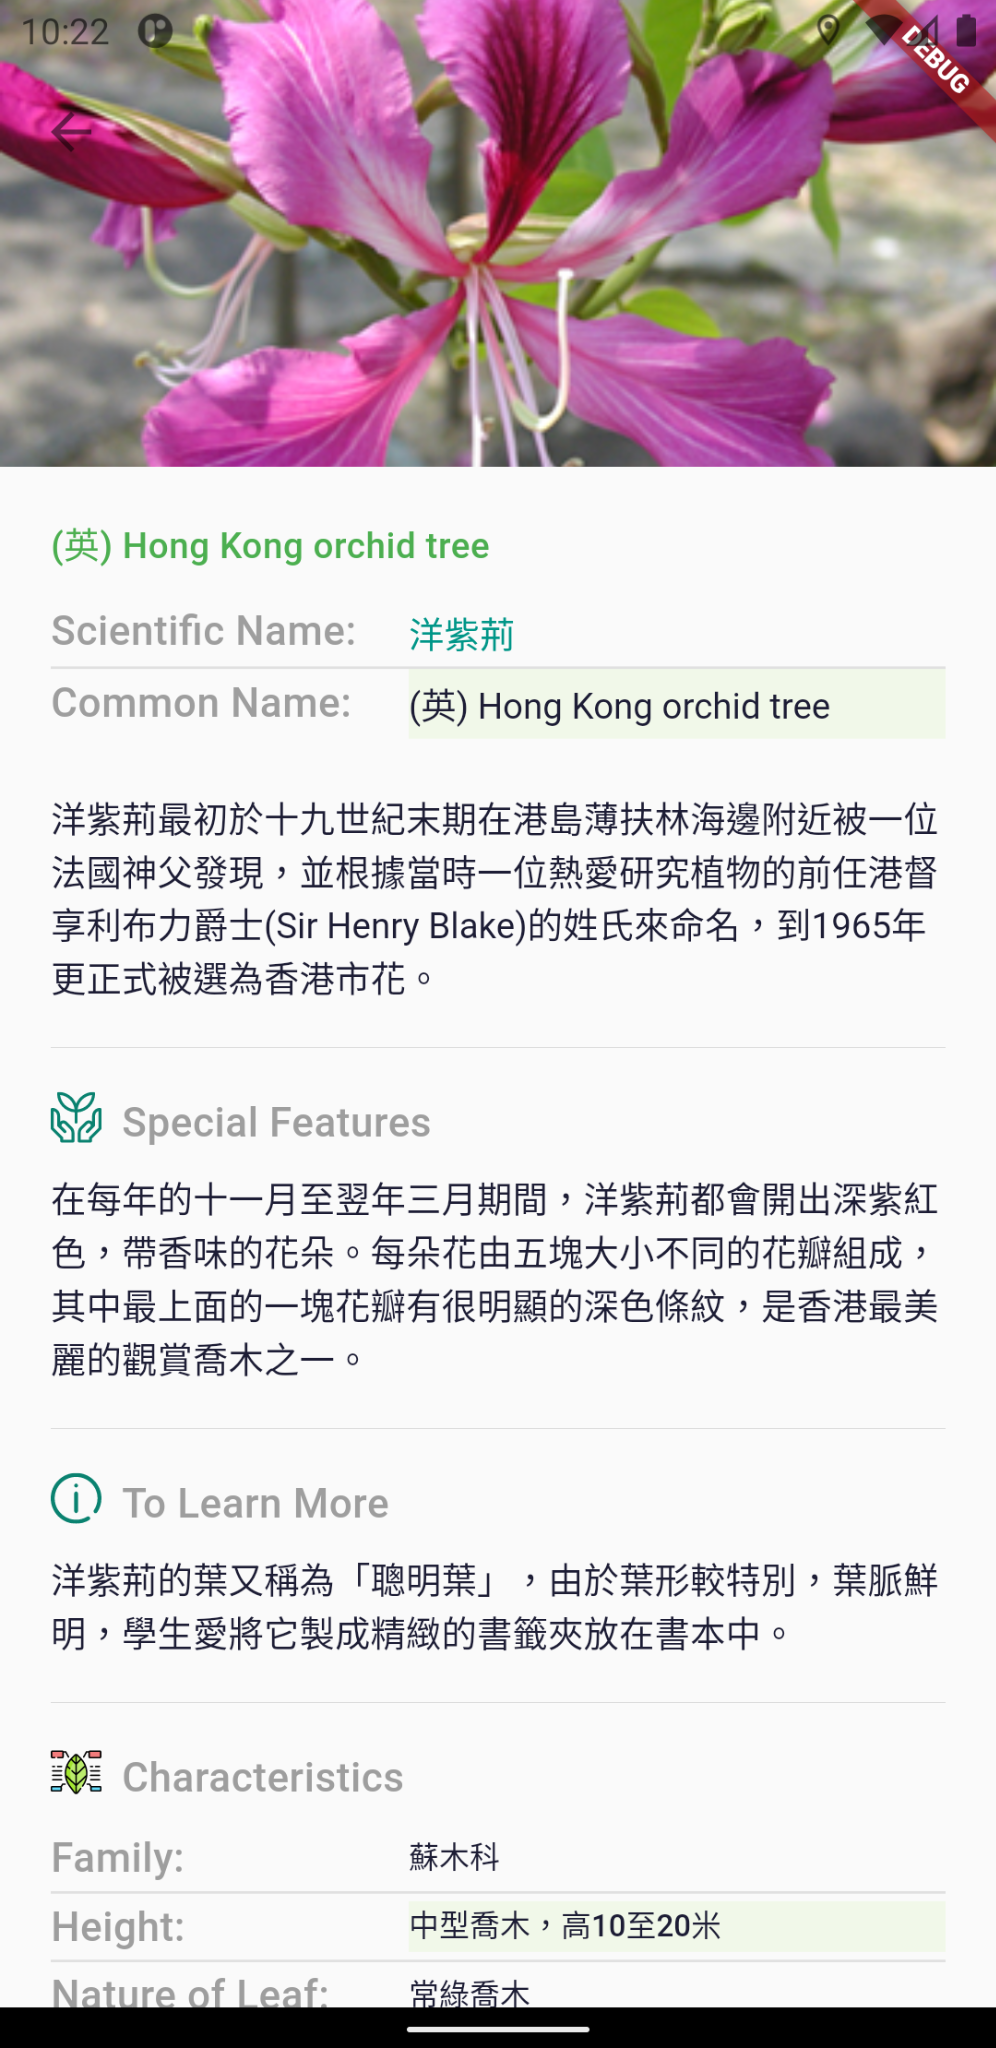 10:22
DEBUG
(英) Hong Kong orchid tree
Scientific Name: 洋紫荊
Common Name: (英) Hong Kong orchid tree
洋紫荊最初於十九世紀末期在港島薄扶林海邊附近被一位
法國神父發現，並根據當時一位熱愛研究植物的前任港督
享利布力爵士(Sir Henry Blake)的姓氏來命名，到1965年
更正式被選為香港市花。
Special Features
在每年的十一月至翌年三月期間，洋紫荊都會開出深紫紅
色，帶香味的花朵。每朵花由五塊大小不同的花瓣組成，
其中最上面的一塊花瓣有很明顯的深色條紋，是香港最美
麗的觀賞喬木之一。
To Learn More
洋紫荊的葉又稱為「聰明葉」，由於葉形較特別，葉脈鮮
明，學生愛將它製成精緻的書籤夾放在書本中。
Characteristics
Family: 蘇木科
Height: 中型喬木，高10至20米
Nature of Leaf: 常綠喬木